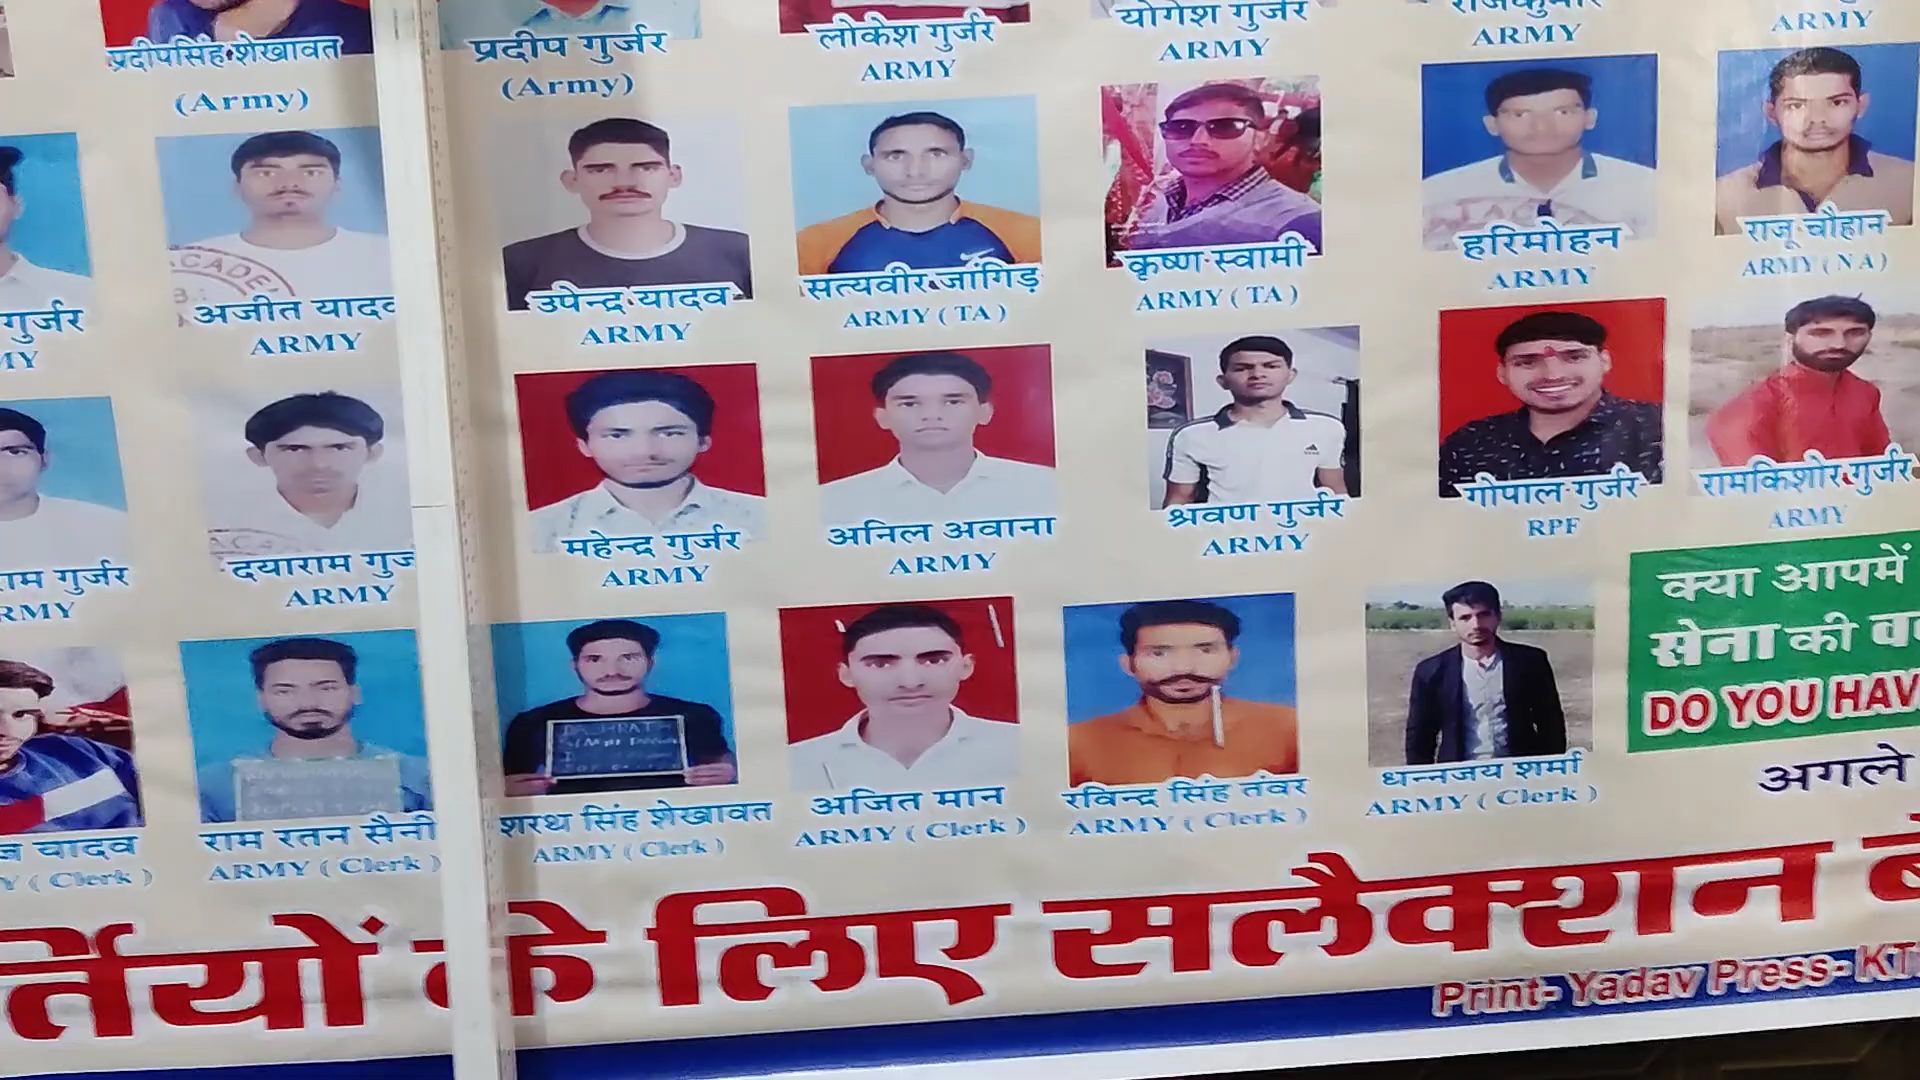 प्रदीपसिंह शेखावत
(Army)
प्रदीप गुर्जर
(Army)
लोकेश गुर्जर
ARMY
योगेश गुर्जर
ARMY
राजकुमार
ARMY
ARMY
गुर्जर
अजीत यादव
ARMY
उपेन्द्र यादव
ARMY
सत्यवीर जांगिड़
ARMY ( TA )
कृष्ण स्वामी
ARMY ( TA )
हरिमोहन
ARMY
राजू चौहान
ARMY ( N A )
गुर्जर
दयाराम गुज
ARMY
महेन्द्र गुर्जर
ARMY
अनिल अवाना
ARMY
श्रवण गुर्जर
ARMY
गोपाल गुर्जर
RPF
रामकिशोर गुर्जर
ARMY
यादव
( Clerk )
राम रतन सैनी
ARMY ( Clerk )
शरथ सिंह शेखावत
ARMY ( Clerk )
अजित मान
ARMY ( Clerk )
रविन्द्र सिंह तंवर
ARMY ( Clerk )
धन्नजय शर्मा
ARMY ( Clerk )
क्या आपमें
सेना की
DO YOU HAV
अगले
र्तियों के लिए सलैक्शन
Print- Yadav Press- KT